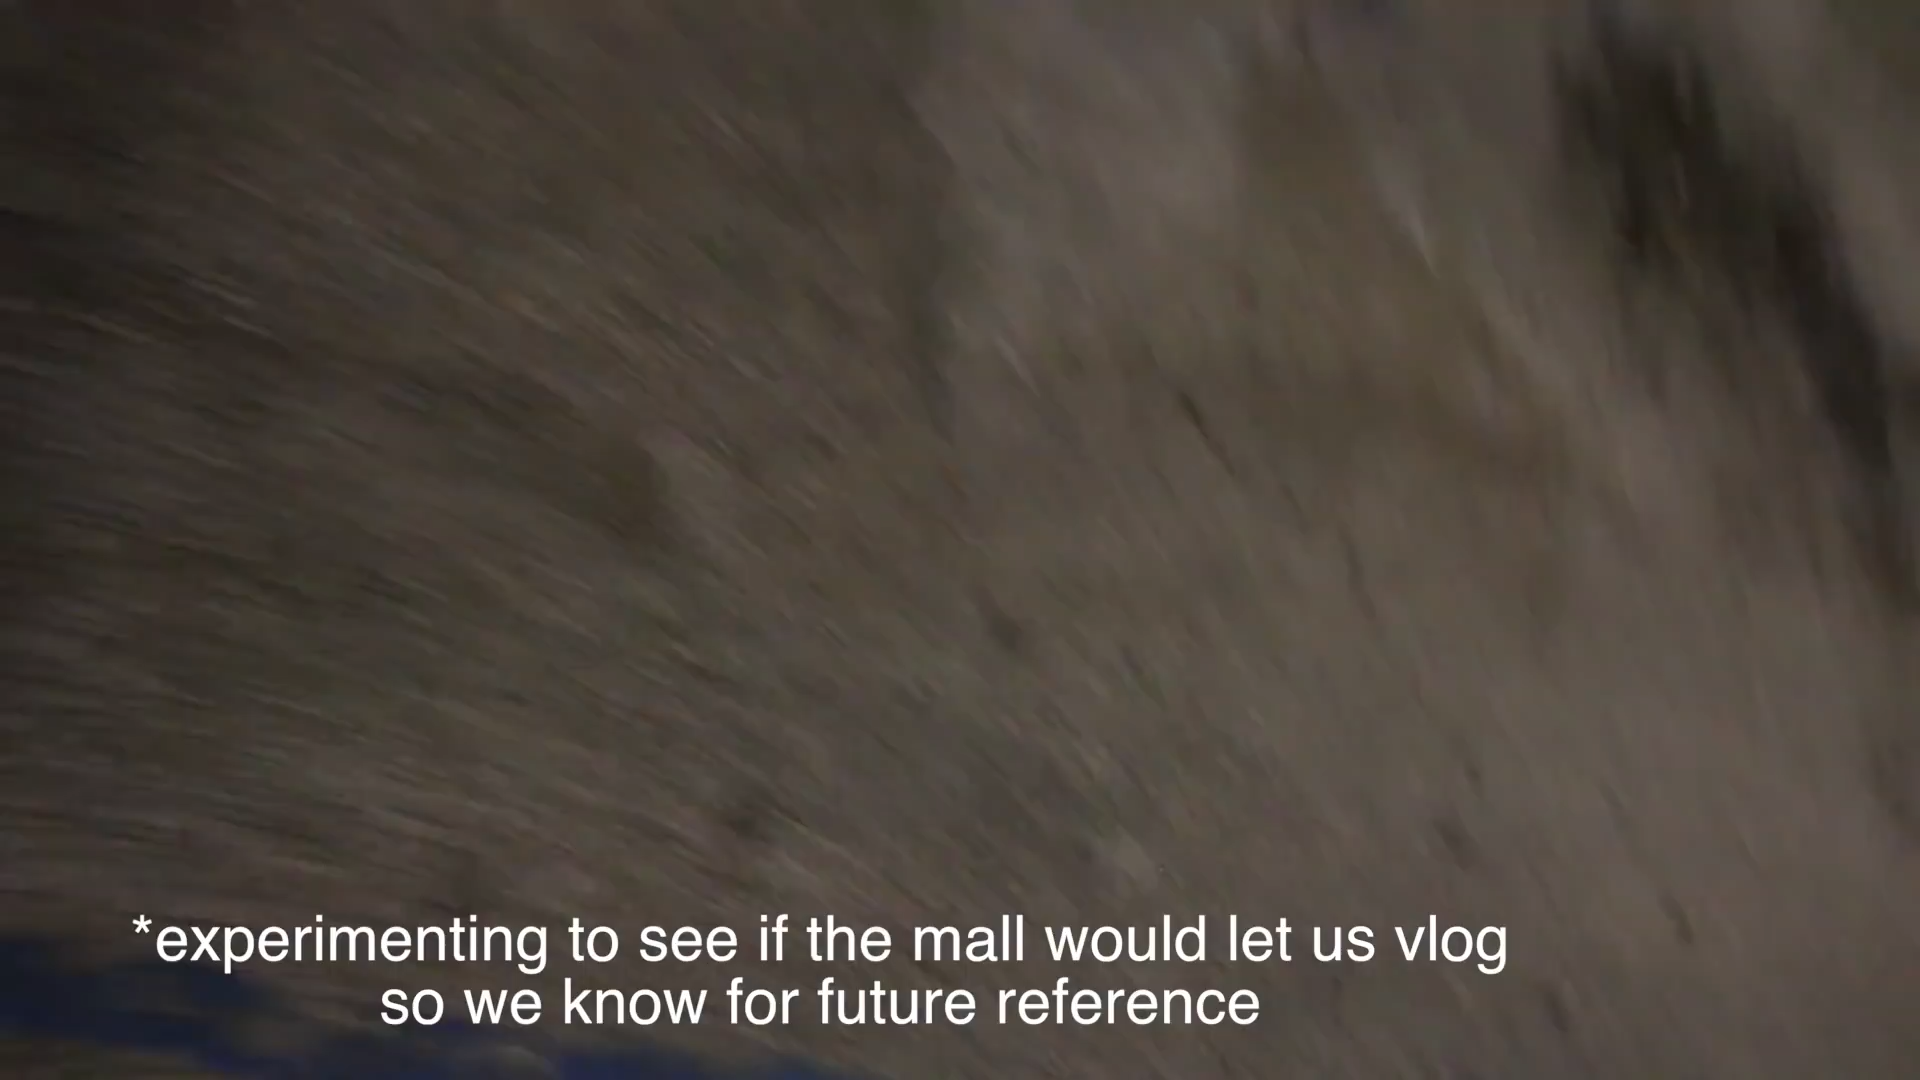 *experimenting to see if the mall would let us vlog
so we know for future reference